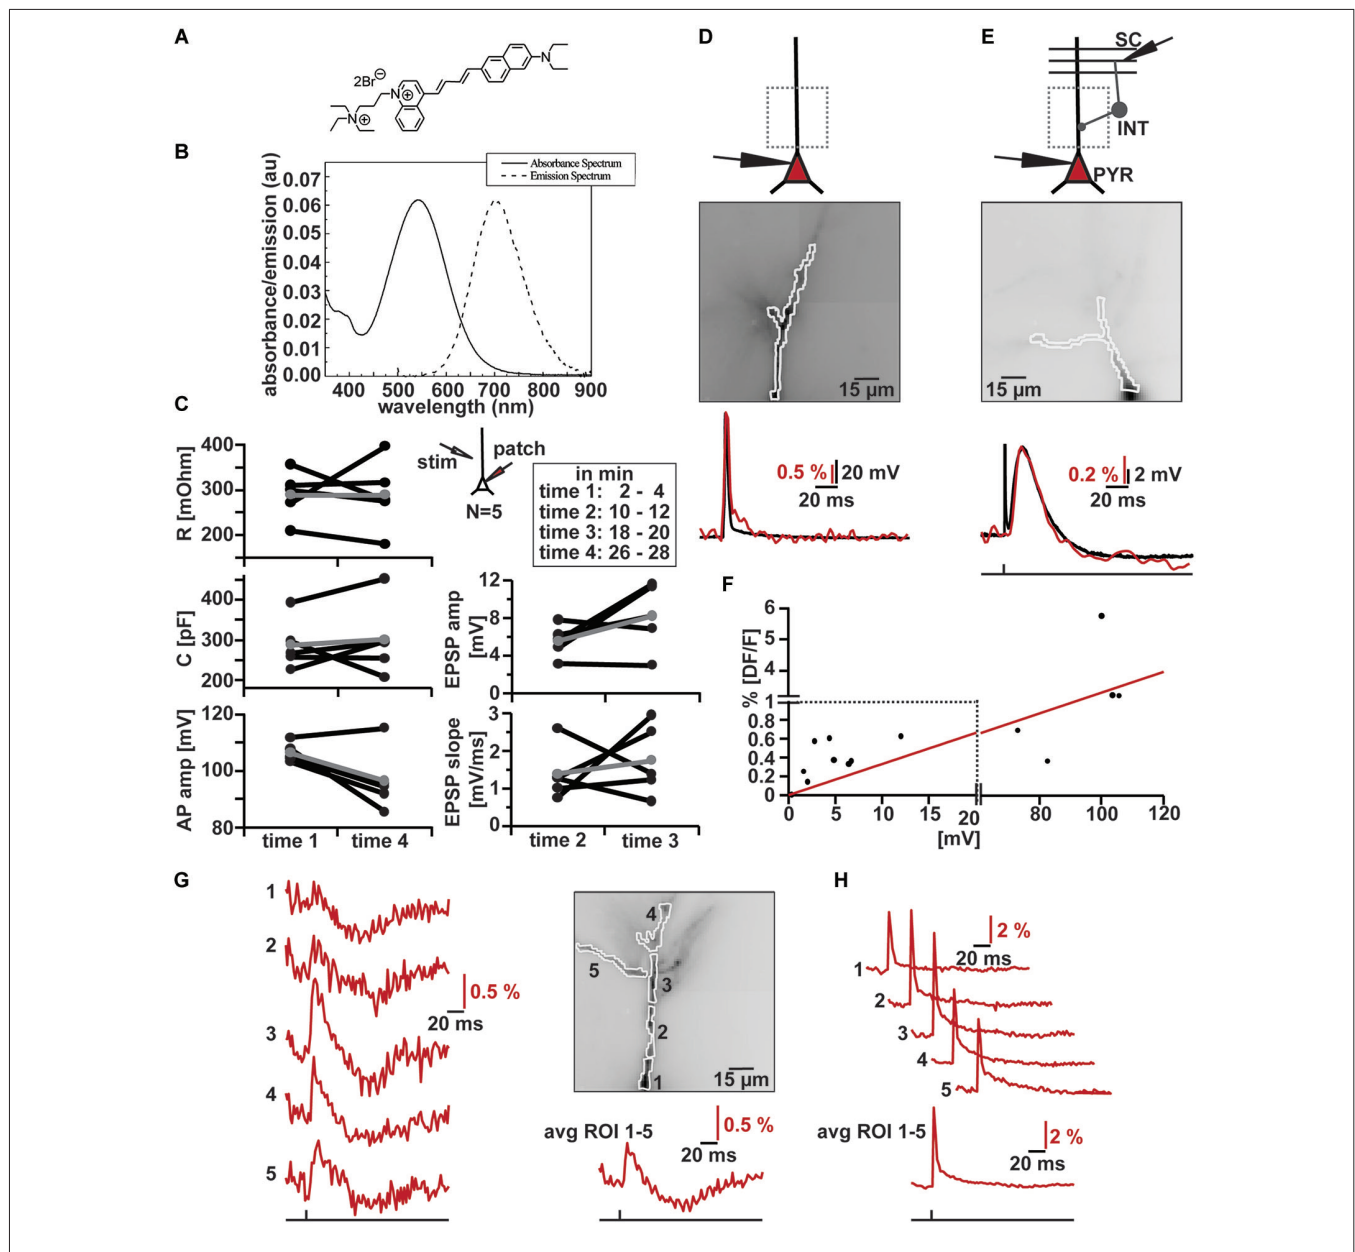 A
2Br⊖
N⊕
N⊕
N
B
absorbance/emission (au)
0.07
0.06
0.05
0.04
0.03
0.02
0.01
0.00
400 500 600 700 800 900
wavelength (nm)
Absorbance Spectrum
Emission Spectrum
C
R [mOhm]
400
300
200
C [pF]
400
300
200
AP amp [mV]
120
100
80
time 1 time 4
stim
patch
N=5
in min
time 1: 2 - 4
time 2: 10 - 12
time 3: 18 - 20
time 4: 26 - 28
EPSP amp
[mV]
12
8
4
0
EPSP slope
[mV/ms]
3
2
1
0
time 2 time 3
D
15 µm
0.5 % 20 mV
20 ms
E
SC
INT
PYR
15 µm
0.2 % 2 mV
20 ms
F
% [DF/F]
6
5
4
1
0.8
0.6
0.4
0.2
0
0 5 10 15 20 80 100 120
[mV]
G
1
2
3
4
5
0.5 %
20 ms
4
5
3
2
1
15 µm
avg ROI 1-5
0.5 %
20 ms
H
2 %
20 ms
1
2
3
4
5
avg ROI 1-5
2 %
20 ms